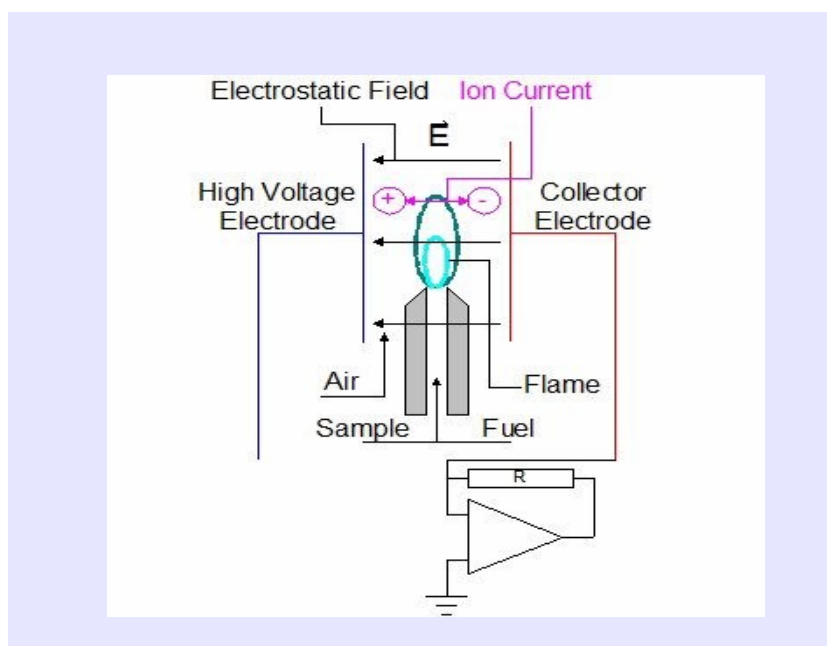 Electrostatic Field Ion Current
E
High Voltage
Electrode
+
-
Collector
Electrode
Air
Flame
Sample Fuel
R